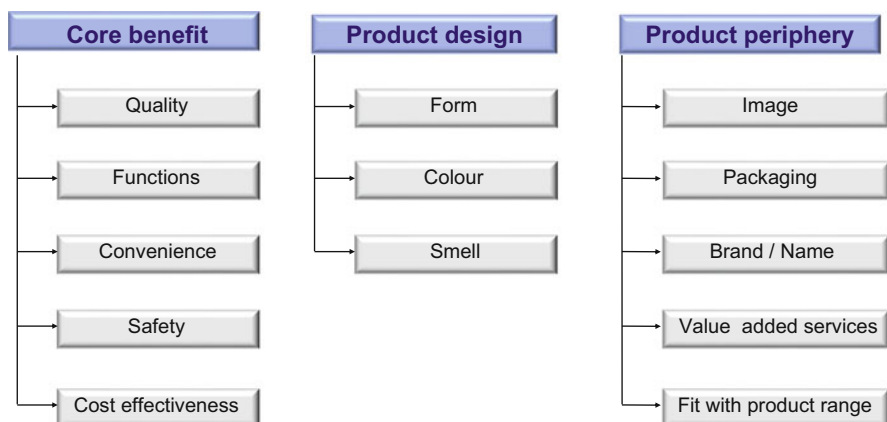 Core benefit
Quality
Functions
Convenience
Safety
Cost effectiveness
Product design
Form
Colour
Smell
Product periphery
Image
Packaging
Brand / Name
Value added services
Fit with product range